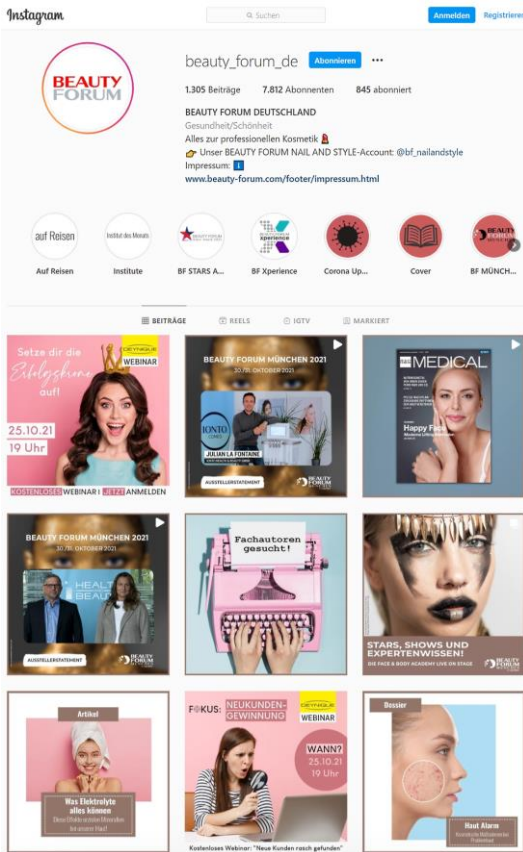 Instagram
Suchen
Anmelden
Registrieren
BEAUTY
FORUM
beauty_forum_de
Abonnieren
1.305 Beiträge 7.812 Abonnenten 845 abonniert
BEAUTY FORUM DEUTSCHLAND
Gesundheit/Schönheit
Alles zur professionellen Kosmetik
Unser BEAUTY FORUM NAIL AND STYLE-Account: @bf_nailandstyle
Impressum:
www.beauty-forum.com/footer/impressum.html
auf Reisen
Institut des Monats
Auf Reisen
Institute
BF STARS A...
BF Xperience
Corona Up...
Cover
BF MÜNCH...
BEITRÄGE
REELS
IGTV
MARKIERT
Setze dir die
Erfolgskrone
auf!
WEBINAR
25.10.21
19 Uhr
KOSTENLOSES WEBINAR! JETZT ANMELDEN
BEAUTY FORUM MÜNCHEN 2021
30./31. OKTOBER 2021
IONTO
JULIAN LA FONTAINE
AUSSTELLERSTATEMENT
BEAUTY
FORUM
MEDICAL
Happy Face
BEAUTY FORUM MÜNCHEN 2021
30./31. OKTOBER 2021
AUSSTELLERSTATEMENT
BEAUTY
FORUM
Fachautoren
gesucht!
STARS, SHOWS UND
EXPERTENWISSEN!
DIE FACE & BODY ACADEMY LIVE ON STAGE
BEAUTY
FORUM
Artikel
Was Elektrolyte
alles können
FOKUS: NEUKUNDEN-
GEWINNUNG
WEBINAR
WANN?
25.10.21
19 Uhr
Kostenloses Webinar: "Neue Kunden rasch gefunden"
Dossier
Haut Alarm